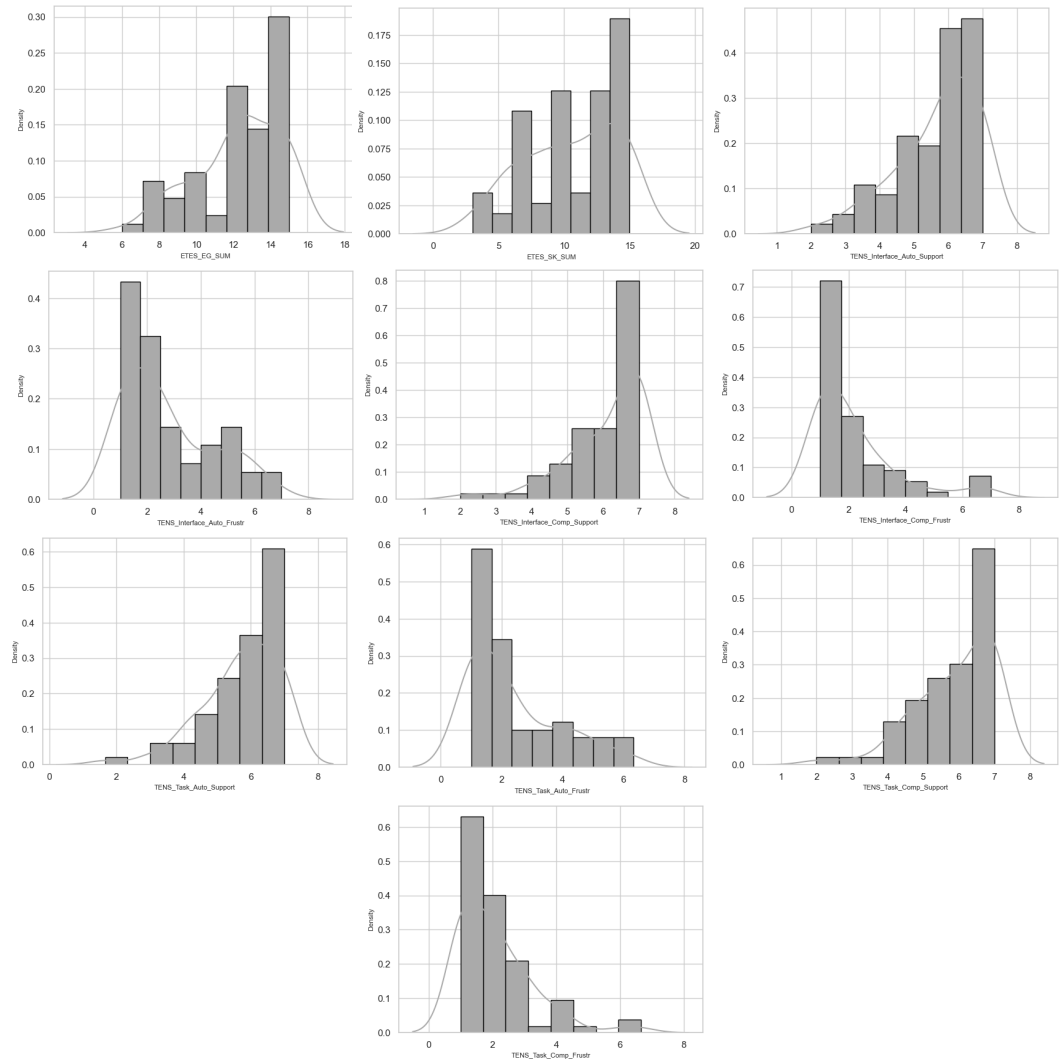 0.30
0.25
0.20
0.15
0.10
0.05
0.00
Density
4 6 8 10 12 14 16 18
ETES_EG_SUM
0.175
0.150
0.125
0.100
0.075
0.050
0.025
0.000
Density
0 5 10 15 20
ETES_SK_SUM
0.4
0.3
0.2
0.1
0.0
Density
1 2 3 4 5 6 7 8
TENS_Interface_Auto_Support
0.4
0.3
0.2
0.1
0.0
Density
0 2 4 6 8
TENS_Interface_Auto_Frustr
0.8
0.7
0.6
0.5
0.4
0.3
0.2
0.1
0.0
Density
1 2 3 4 5 6 7 8
TENS_Interface_Comp_Support
0.7
0.6
0.5
0.4
0.3
0.2
0.1
0.0
Density
0 2 4 6 8
TENS_Interface_Comp_Frustr
0.6
0.5
0.4
0.3
0.2
0.1
0.0
Density
0 2 4 6 8
TENS_Task_Auto_Support
0.6
0.5
0.4
0.3
0.2
0.1
0.0
Density
0 2 4 6 8
TENS_Task_Auto_Frustr
0.6
0.5
0.4
0.3
0.2
0.1
0.0
Density
1 2 3 4 5 6 7 8
TENS_Task_Comp_Support
0.6
0.5
0.4
0.3
0.2
0.1
0.0
Density
0 2 4 6 8
TENS_Task_Comp_Frustr